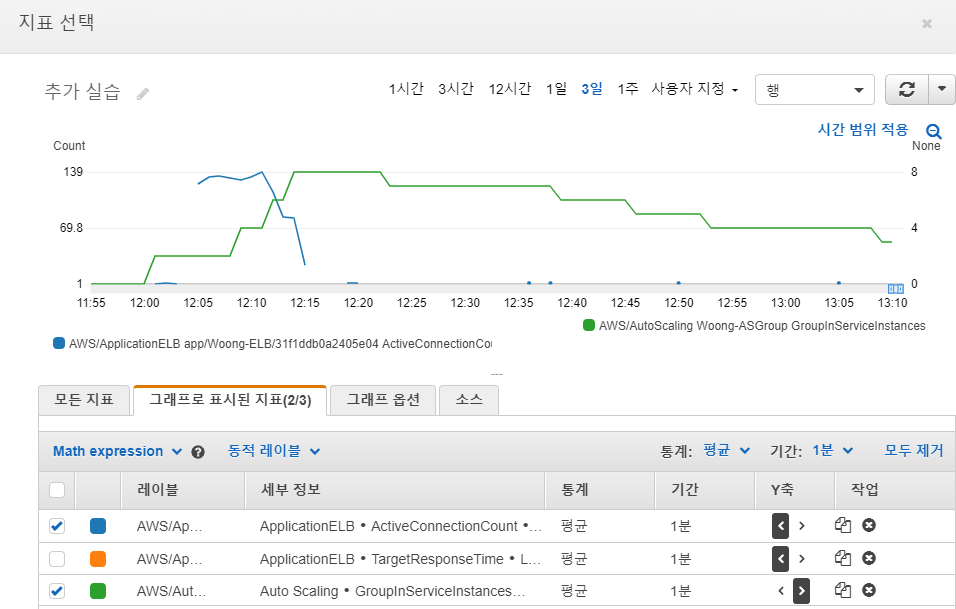 지표 선택
추가 실습
1시간 3시간 12시간 1일 3일 1주 사용자 지정 행
시간 범위 적용
Count None
139 8
69.8 4
1 0
11:55 12:00 12:05 12:10 12:15 12:20 12:25 12:30 12:35 12:40 12:45 12:50 12:55 13:00 13:05 13:10
AWS/AutoScaling Woong-ASGroup GroupInServiceInstances
AWS/ApplicationELB app/Woong-ELB/31f1ddb0a2405e04 ActiveConnectionCou
모든 지표 그래프로 표시된 지표(2/3) 그래프 옵션 소스
Math expression ? 동적 레이블 통계: 평균 기간: 1분 모두 제거
레이블 세부 정보 통계 기간 Y축 작업
AWS/Ap... ApplicationELB • ActiveConnectionCount •... 평균 1분
AWS/Ap... ApplicationELB • TargetResponseTime • L... 평균 1분
AWS/Aut... Auto Scaling • GroupInServiceInstances... 평균 1분